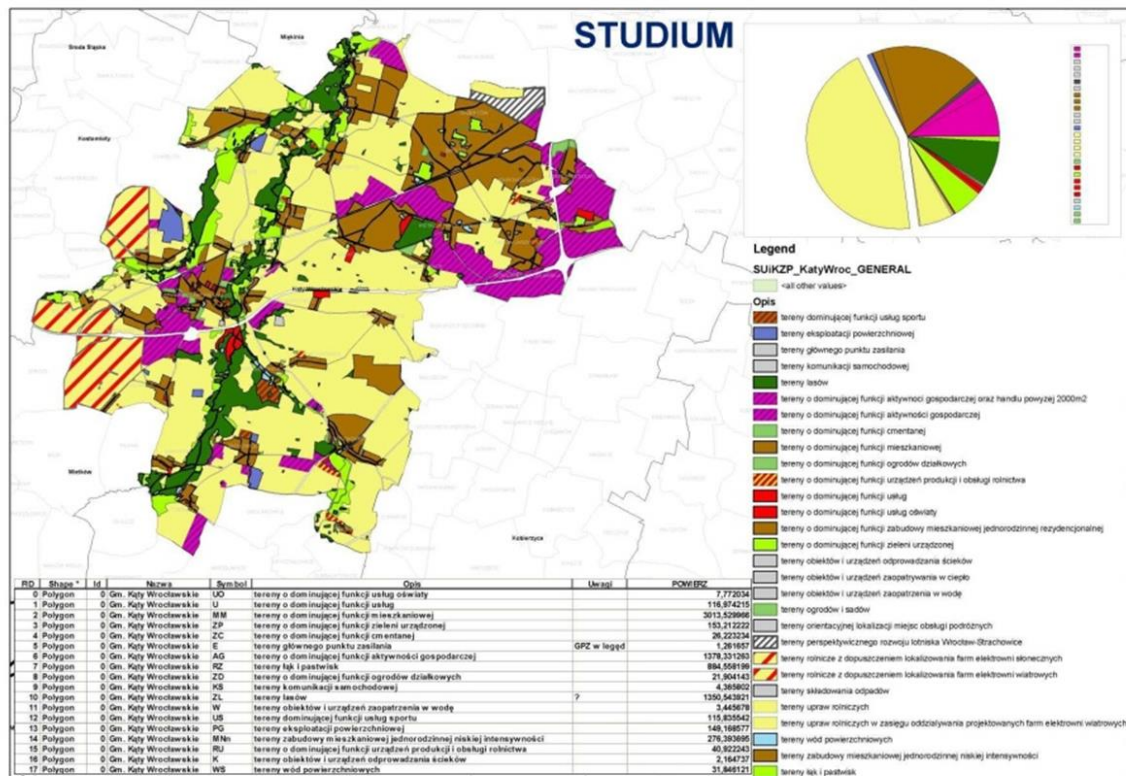 STUDIUM
Środa Śląska
Miękinia
Kostomłoty
Mietków
Kobierzyce
Legend
SUiKZP_KatyWroc_GENERAL
<all other values>
Opis
tereny dominującej funkcji usług sportu
tereny eksploatacji powierzchniowej
tereny głównego punktu zasilania
tereny komunikacji samochodowej
tereny lasów
tereny o dominującej funkcji aktywnoci gospodarczej oraz handlu powyzej 2000m2
tereny o dominującej funkcji aktywności gospodarczej
tereny o dominującej funkcji cmentarnej
tereny o dominującej funkcji mieszkaniowej
tereny o dominującej funkcji ogrodów działkowych
tereny o dominującej funkcji urządzeń produkcji i obsługi rolnictwa
tereny o dominującej funkcji usług
tereny o dominującej funkcji usług oświaty
tereny o dominującej funkcji zabudowy mieszkaniowej jednorodzinnej rezydencjonalnej
tereny o dominującej funkcji zieleni urządzonej
tereny obiektów i urządzeń odprowadzania ścieków
tereny obiektów i urządzeń zaopatrywania w ciepło
tereny obiektów i urządzeń zaopatrzenia w wodę
tereny ogrodów i sadów
tereny orientacyjnej lokalizacji miejsc obsługi podróżnych
tereny perspektywicznego rozwoju lotniska Wrocław-Strachowice
tereny rolnicze z dopuszczeniem lokalizowania farm elektrowni słonecznych
tereny rolnicze z dopuszczeniem lokalizowania farm elektrowni wiatrowych
tereny składowania odpadów
tereny upraw rolniczych
tereny upraw rolniczych w zasięgu oddziaływania projektowanych farm elektrowni wiatrowych
tereny wód powierzchniowych
tereny zabudowy mieszkaniowej jednorodzinnej niskiej intensywności
tereny łąk i pastwisk
FID Shape * Id Nazwa Symbol Opis Uwagi POWIERZ
0 Polygon 0 Gm. Kąty Wrocławskie UO tereny o dominującej funkcji usług oświaty 7,772034
1 Polygon 0 Gm. Kąty Wrocławskie U tereny o dominującej funkcji usług 116,974215
2 Polygon 0 Gm. Kąty Wrocławskie MM tereny o dominującej funkcji mieszkaniowej 3013,529966
3 Polygon 0 Gm. Kąty Wrocławskie ZP tereny o dominującej funkcji zieleni urządzonej 153,212222
4 Polygon 0 Gm. Kąty Wrocławskie ZC tereny o dominującej funkcji cmentarnej 26,223234
5 Polygon 0 Gm. Kąty Wrocławskie E tereny głównego punktu zasilania GPZ w legęd 1,261657
6 Polygon 0 Gm. Kąty Wrocławskie AG tereny o dominującej funkcji aktywności gospodarczej 1378,331263
7 Polygon 0 Gm. Kąty Wrocławskie RZ tereny łąk i pastwisk 884,558199
8 Polygon 0 Gm. Kąty Wrocławskie ZD tereny o dominującej funkcji ogrodów działkowych 21,904143
9 Polygon 0 Gm. Kąty Wrocławskie KS tereny komunikacji samochodowej 4,365802
10 Polygon 0 Gm. Kąty Wrocławskie ZL tereny lasów ? 1350,543921
11 Polygon 0 Gm. Kąty Wrocławskie W tereny obiektów i urządzeń zaopatrzenia w wodę 3,445678
12 Polygon 0 Gm. Kąty Wrocławskie US tereny dominującej funkcji usług sportu 115,835542
13 Polygon 0 Gm. Kąty Wrocławskie PG tereny eksploatacji powierzchniowej 149,168577
14 Polygon 0 Gm. Kąty Wrocławskie MNn tereny zabudowy mieszkaniowej jednorodzinnej niskiej intensywności 276,393695
15 Polygon 0 Gm. Kąty Wrocławskie RU tereny o dominującej funkcji urządzeń produkcji i obsługi rolnictwa 40,922243
16 Polygon 0 Gm. Kąty Wrocławskie K tereny obiektów i urządzeń odprowadzania ścieków 2,164737
17 Polygon 0 Gm. Kąty Wrocławskie WS tereny wód powierzchniowych 31,846121